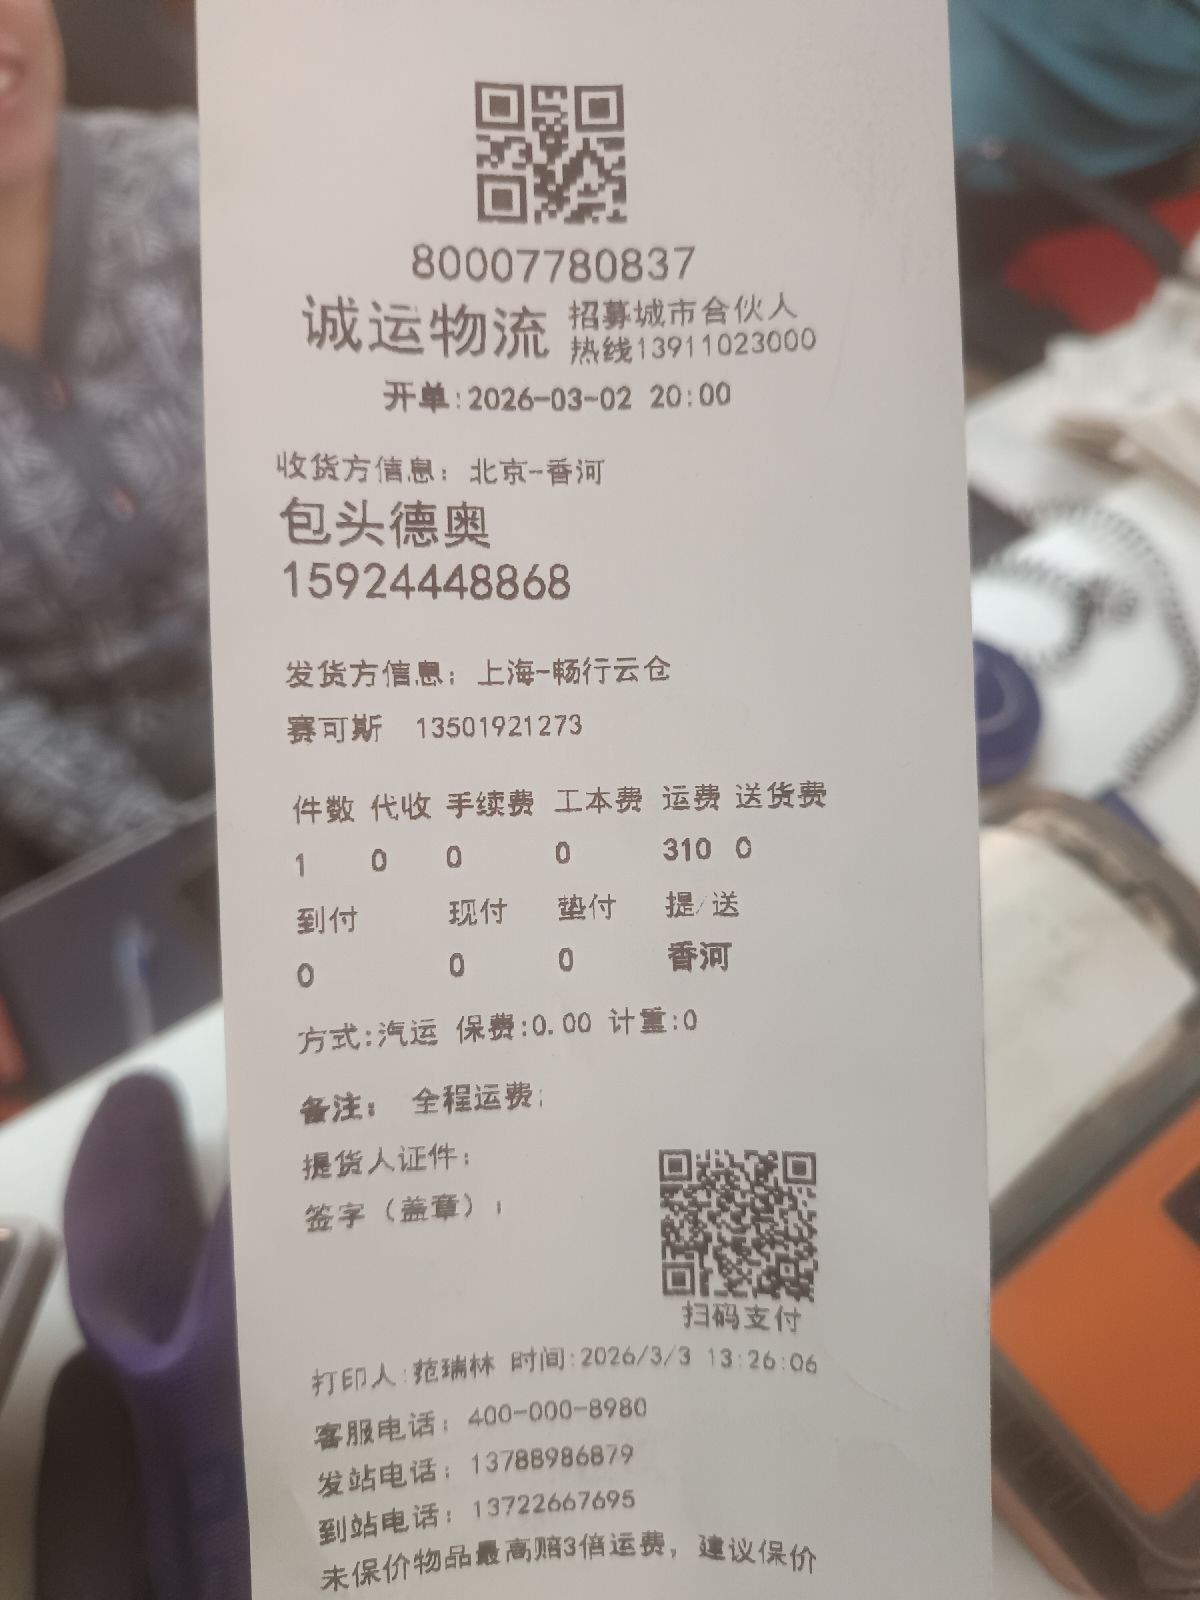 80007780837
诚运物流 招募城市合伙人
热线13911023000
开单:2026-03-02 20:00
收货方信息: 北京-香河
包头德奥
15924448868
发货方信息: 上海-畅行云仓
赛可斯 13501921273
件数 代收 手续费 工本费 运费 送货费
1 0 0 0 310 0
到付 现付 垫付 提/送
0 0 0 香河
方式:汽运 保费:0.00 计重:0
备注: 全程运费;
提货人证件:
签字（盖章）:
扫码支付
打印人:范瑞林 时间:2026/3/3 13:26:06
客服电话: 400-000-8980
发站电话: 13788986879
到站电话: 13722667695
未保价物品最高赔3倍运费，建议保价